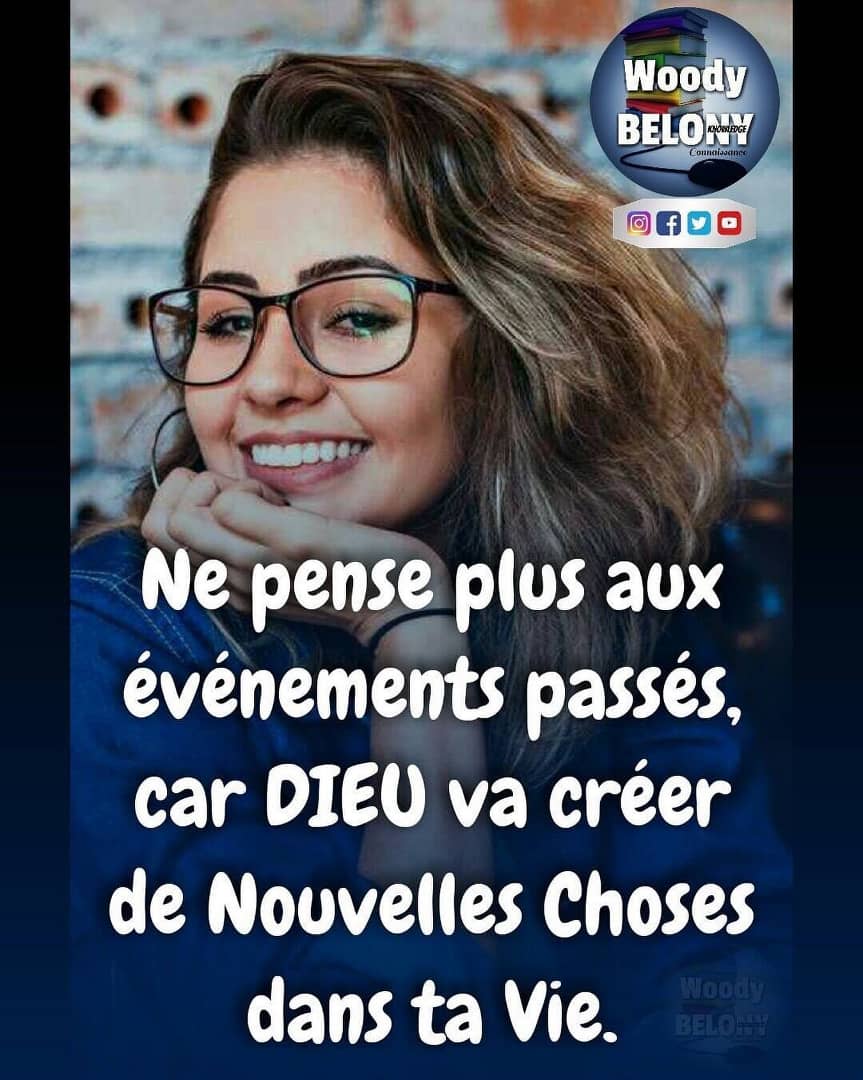 Woody
BELONY
KNOWLEDGE
Connaissance
Ne pense plus aux
événements passés,
car DIEU va créer
de Nouvelles Choses
dans ta Vie.
Woody
BELONY